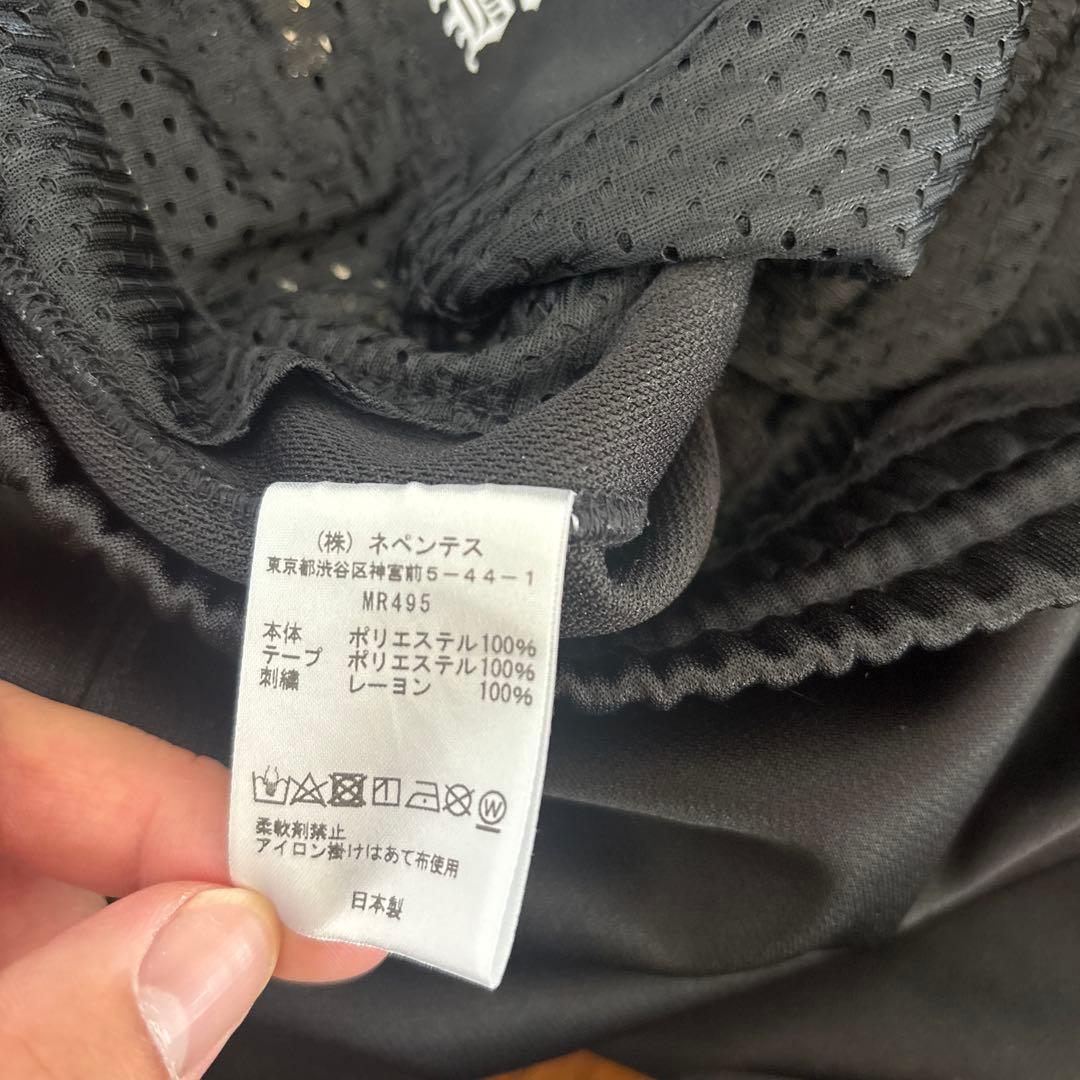 (株) ネペンテス
東京都渋谷区神宮前5-44-1
MR495
本体 ポリエステル100%
テープ ポリエステル100%
刺繍 レーヨン 100%
W
柔軟剤禁止
アイロン掛けはあて布使用
日本製